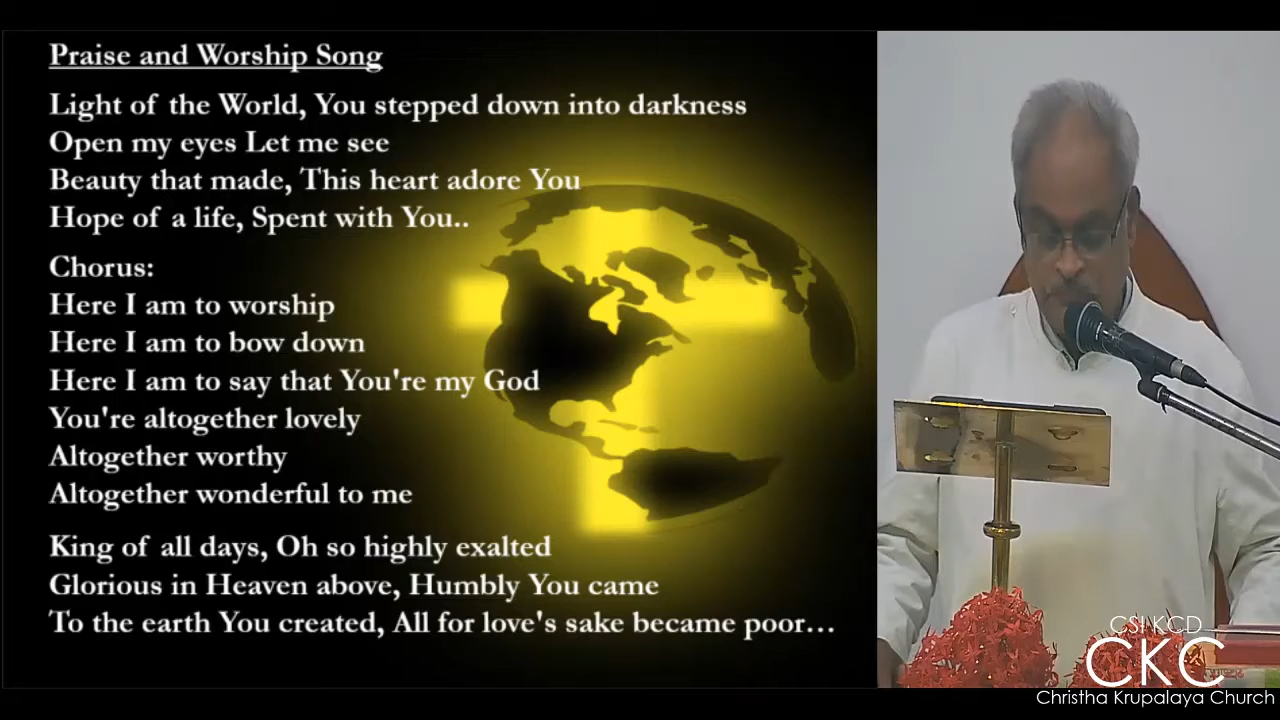 Praise and Worship Song
Light of the World, You stepped down into darkness
Open my eyes Let me see
Beauty that made, This heart adore You
Hope of a life, Spent with You..
Chorus:
Here I am to worship
Here I am to bow down
Here I am to say that You're my God
You're altogether lovely
Altogether worthy
Altogether wonderful to me
King of all days, Oh so highly exalted
Glorious in Heaven above, Humbly You came
To the earth You created, All for love's sake became poor…
CSI KCD
CKC
Christha Krupalaya Church